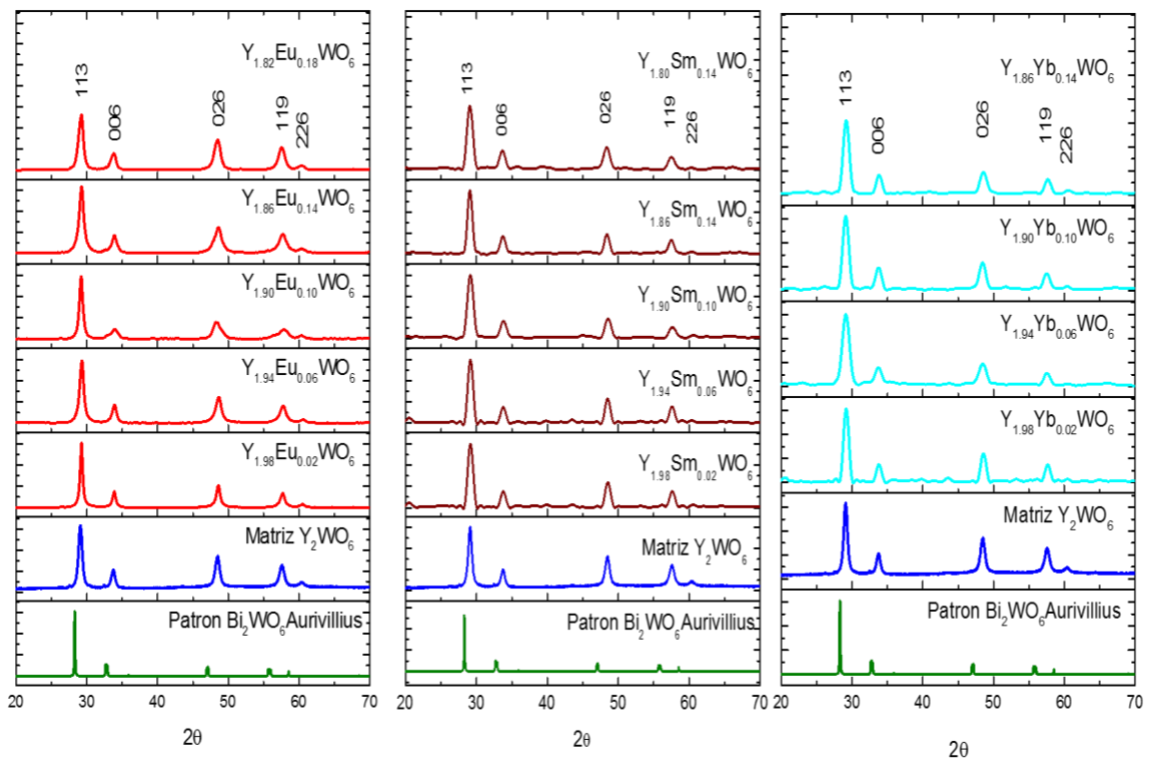 Y1.82Eu0.18WO6
113
006
026
119
226
Y1.86Eu0.14WO6
Y1.90Eu0.10WO6
Y1.94Eu0.06WO6
Y1.98Eu0.02WO6
Matriz Y2WO6
Patron Bi2WO6Aurivillius
20 30 40 50 60 70
2θ
Y1.80Sm0.14WO6
113
006
026
119
226
Y1.86Sm0.14WO6
Y1.90Sm0.10WO6
Y1.94Sm0.06WO6
Y1.98Sm0.02WO6
Matriz Y2WO6
Patron Bi2WO6Aurivillius
20 30 40 50 60 70
2θ
Y1.86Yb0.14WO6
113
006
026
119
226
Y1.90Yb0.10WO6
Y1.94Yb0.06WO6
Y1.98Yb0.02WO6
Matriz Y2WO6
Patron Bi2WO6Aurivillius
20 30 40 50 60 70
2θ